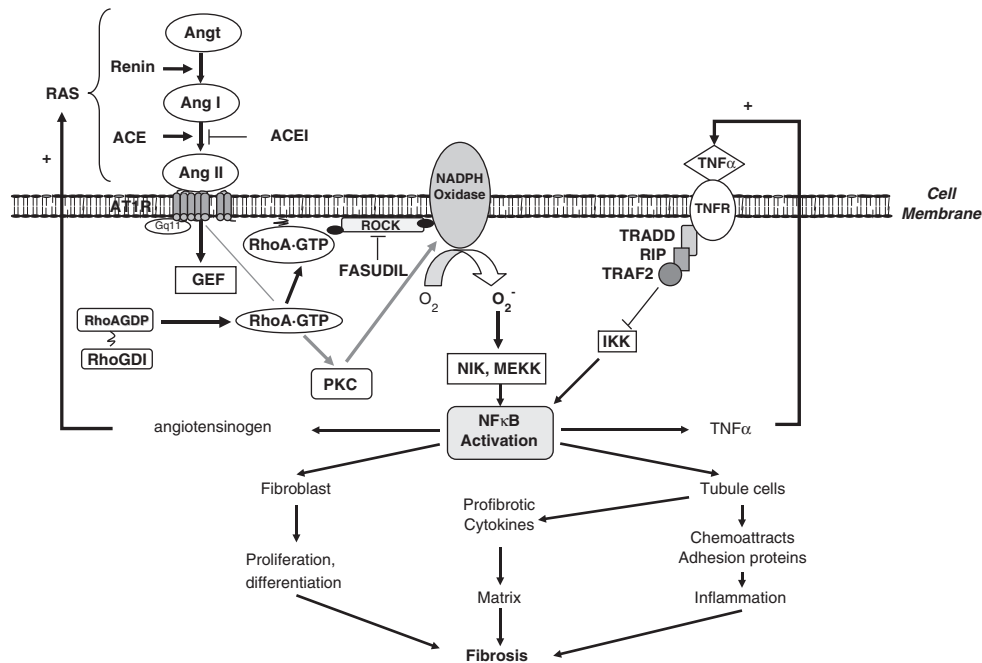 Angt
Renin
Ang I
RAS
ACE
ACEI
+
Ang II
AT1R
Gq11
GEF
RhoA·GTP
ROCK
FASUDIL
NADPH
Oxidase
O2
O2-
+
TNFα
TNFR
TRADD
RIP
TRAF2
Cell
Membrane
RhoAGDP
RhoGDI
RhoA·GTP
PKC
NIK, MEKK
IKK
angiotensinogen
NFκB
Activation
TNFα
Fibroblast
Profibrotic
Cytokines
Tubule cells
Proliferation,
differentiation
Chemoattracts
Adhesion proteins
Matrix
Inflammation
Fibrosis